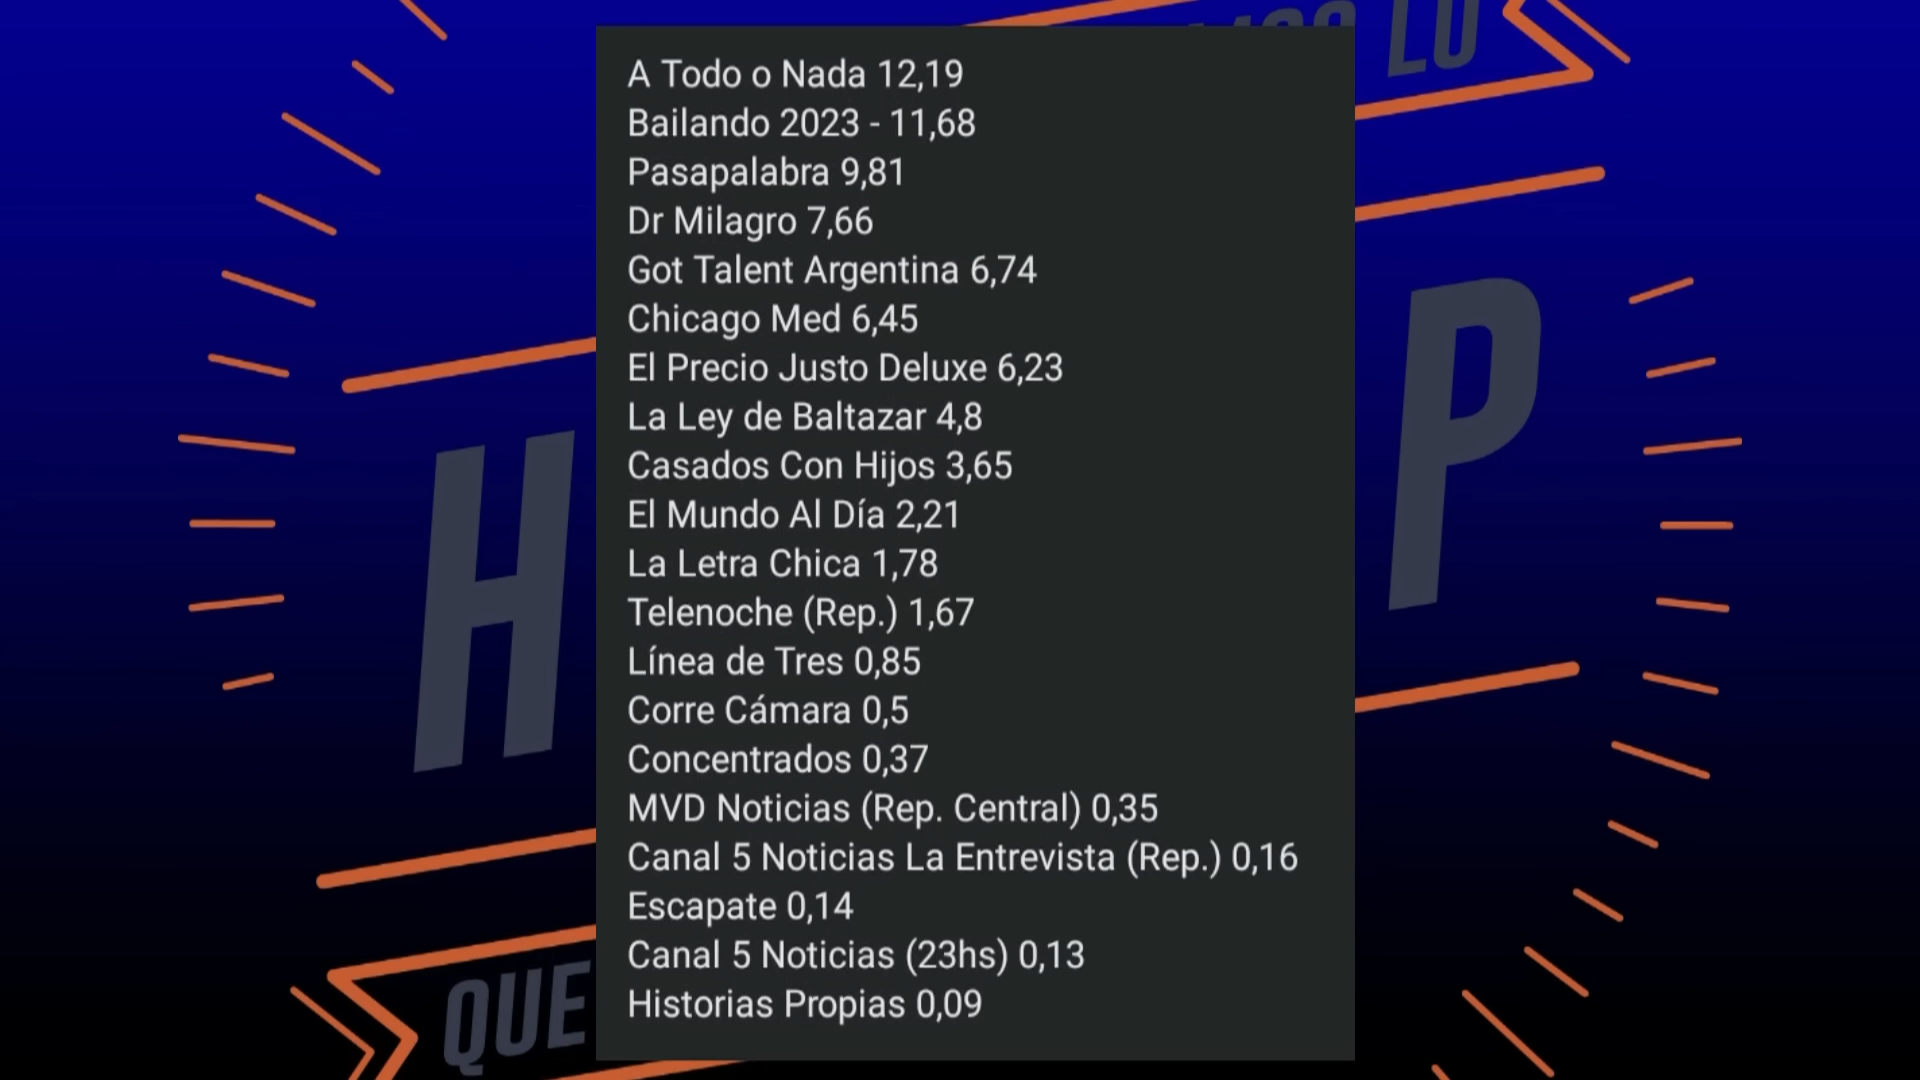 LO
A Todo o Nada 12,19
Bailando 2023 - 11,68
Pasapalabra 9,81
Dr Milagro 7,66
Got Talent Argentina 6,74
Chicago Med 6,45
El Precio Justo Deluxe 6,23
La Ley de Baltazar 4,8
Casados Con Hijos 3,65
El Mundo Al Día 2,21
La Letra Chica 1,78
Telenoche (Rep.) 1,67
Línea de Tres 0,85
Corre Cámara 0,5
Concentrados 0,37
MVD Noticias (Rep. Central) 0,35
Canal 5 Noticias La Entrevista (Rep.) 0,16
Escapate 0,14
Canal 5 Noticias (23hs) 0,13
Historias Propias 0,09
H P
QUE